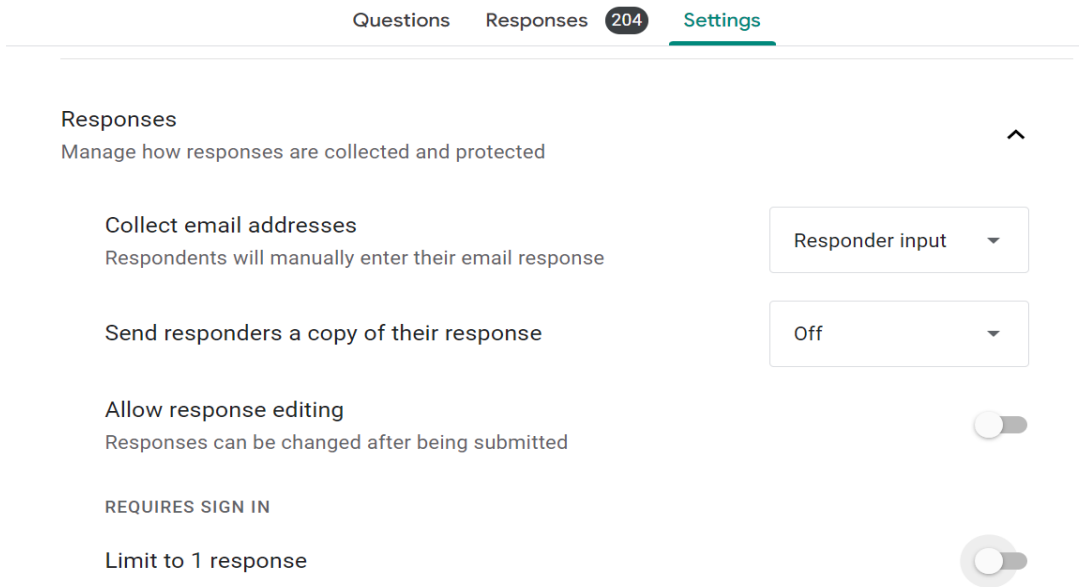 Questions Responses 204 Settings
Responses
Manage how responses are collected and protected
Collect email addresses
Respondents will manually enter their email response
Responder input
Send responders a copy of their response
Off
Allow response editing
Responses can be changed after being submitted
REQUIRES SIGN IN
Limit to 1 response